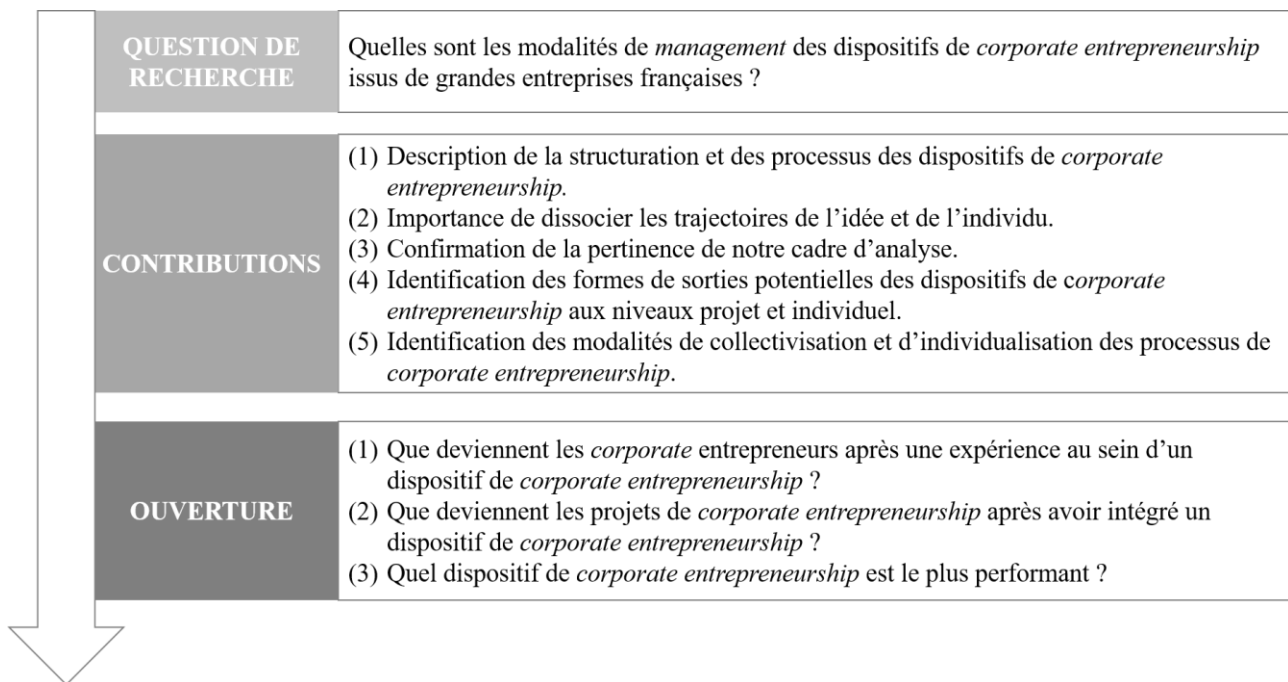 QUESTION DE
RECHERCHE
Quelles sont les modalités de management des dispositifs de corporate entrepreneurship
issus de grandes entreprises françaises ?
CONTRIBUTIONS
(1) Description de la structuration et des processus des dispositifs de corporate
entrepreneurship.
(2) Importance de dissocier les trajectoires de l’idée et de l’individu.
(3) Confirmation de la pertinence de notre cadre d’analyse.
(4) Identification des formes de sorties potentielles des dispositifs de corporate
entrepreneurship aux niveaux projet et individuel.
(5) Identification des modalités de collectivisation et d’individualisation des processus de
corporate entrepreneurship.
OUVERTURE
(1) Que deviennent les corporate entrepreneurs après une expérience au sein d’un
dispositif de corporate entrepreneurship ?
(2) Que deviennent les projets de corporate entrepreneurship après avoir intégré un
dispositif de corporate entrepreneurship ?
(3) Quel dispositif de corporate entrepreneurship est le plus performant ?